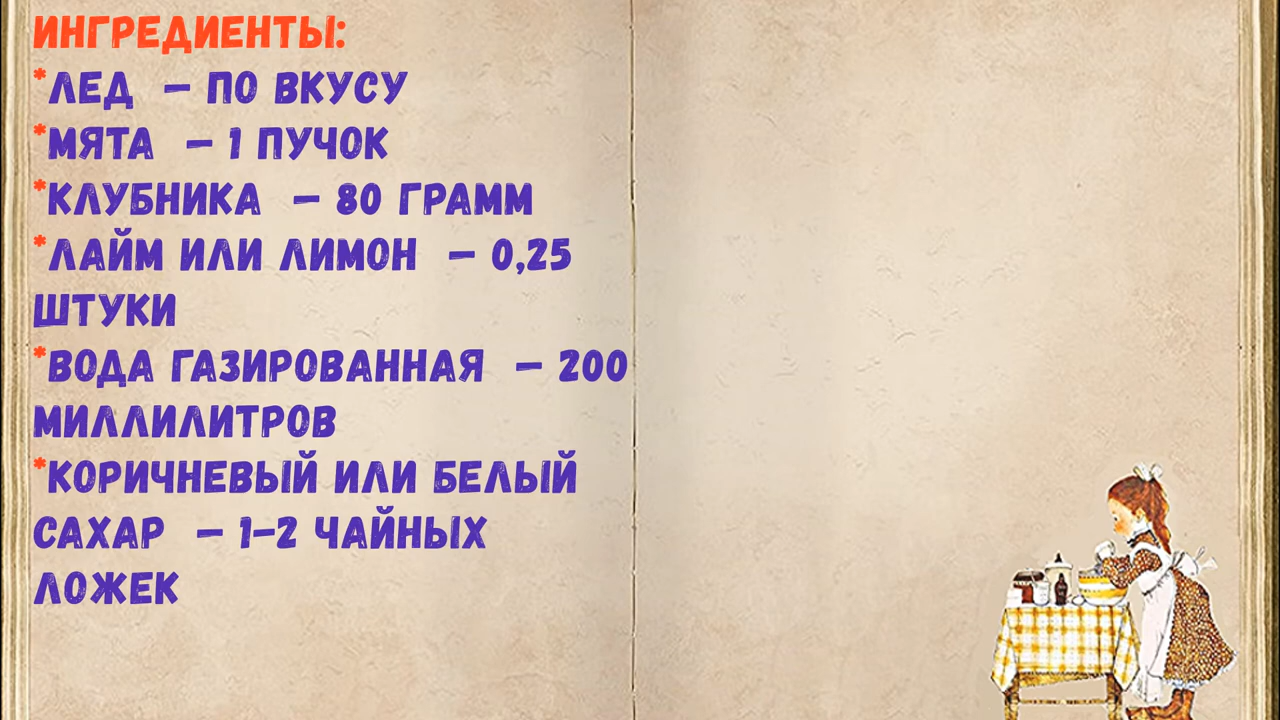 ИНГРЕДИЕНТЫ:
*ЛЕД – ПО ВКУСУ
*МЯТА – 1 ПУЧОК
*КЛУБНИКА – 80 ГРАММ
*ЛАЙМ ИЛИ ЛИМОН – 0,25
ШТУКИ
*ВОДА ГАЗИРОВАННАЯ – 200
МИЛЛИЛИТРОВ
*КОРИЧНЕВЫЙ ИЛИ БЕЛЫЙ
САХАР – 1-2 ЧАЙНЫХ
ЛОЖЕК